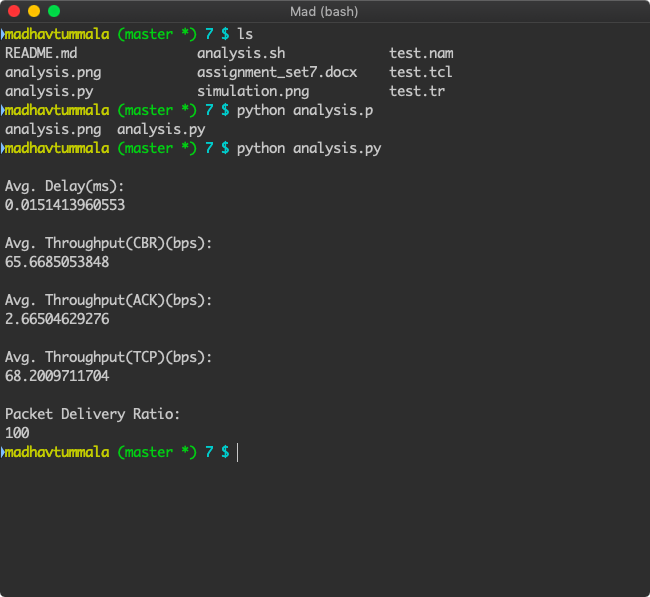 Mad (bash)
madhavtummala (master *) 7 $ ls
README.md analysis.sh test.nam
analysis.png assignment_set7.docx test.tcl
analysis.py simulation.png test.tr
madhavtummala (master *) 7 $ python analysis.p
analysis.png analysis.py
madhavtummala (master *) 7 $ python analysis.py
Avg. Delay(ms):
0.0151413960553
Avg. Throughput(CBR)(bps):
65.6685053848
Avg. Throughput(ACK)(bps):
2.66504629276
Avg. Throughput(TCP)(bps):
68.2009711704
Packet Delivery Ratio:
100
madhavtummala (master *) 7 $